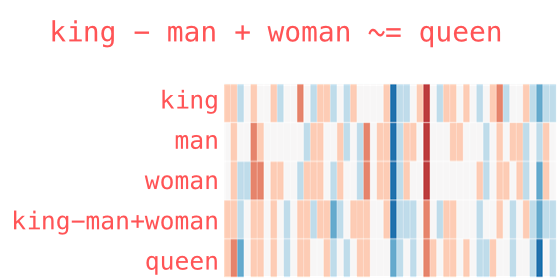 king − man + woman ~= queen
king
man
woman
king−man+woman
queen